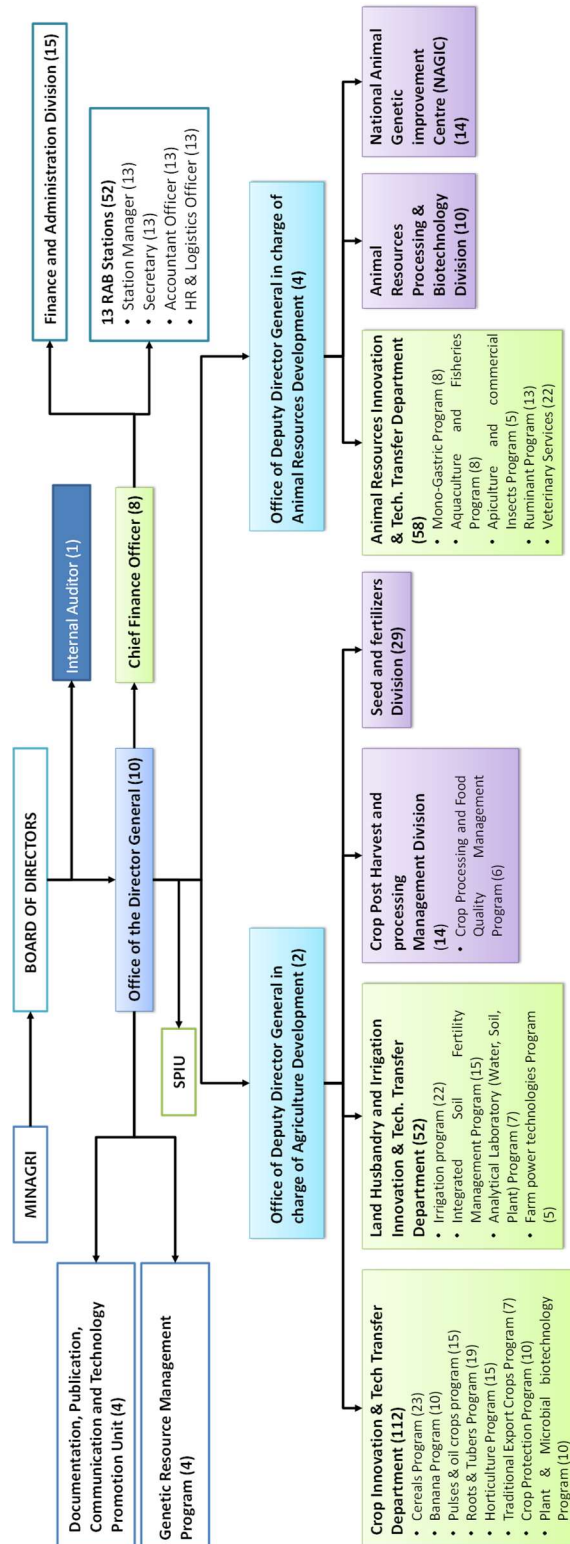 MINAGRI
BOARD OF DIRECTORS
Internal Auditor (1)
Office of the Director General (10)
Chief Finance Officer (8)
Finance and Administration Division (15)
13 RAB Stations (52)
• Station Manager (13)
• Secretary (13)
• Accountant Officer (13)
• HR & Logistics Officer (13)
Documentation, Publication,
Communication and Technology
Promotion Unit (4)
Genetic Resource Management
Program (4)
SPIU
Office of Deputy Director General in
charge of Agriculture Development (2)
Office of Deputy Director General in charge of
Animal Resources Development (4)
Crop Innovation & Tech Transfer
Department (112)
• Cereals Program (23)
• Banana Program (10)
• Pulses & oil crops program (15)
• Roots & Tubers Program (19)
• Horticulture Program (15)
• Traditional Export Crops Program (7)
• Crop Protection Program (10)
• Plant & Microbial biotechnology
Program (10)
Land Husbandry and Irrigation
Innovation & Tech. Transfer
Department (52)
• Irrigation program (22)
• Integrated Soil Fertility
Management Program (15)
• Analytical Laboratory (Water, Soil,
Plant) Program (7)
• Farm power technologies Program
(5)
Crop Post Harvest and
processing
Management Division
(14)
• Crop Processing and Food
Quality Management
Program (6)
Seed and fertilizers
Division (29)
Animal Resources Innovation
& Tech. Transfer Department
(58)
• Mono-Gastric Program (8)
• Aquaculture and Fisheries
Program (8)
• Apiculture and commercial
Insects Program (5)
• Ruminant Program (13)
• Veterinary Services (22)
Animal
Resources
Processing &
Biotechnology
Division (10)
National Animal
Genetic
improvement
Centre (NAGIC)
(14)